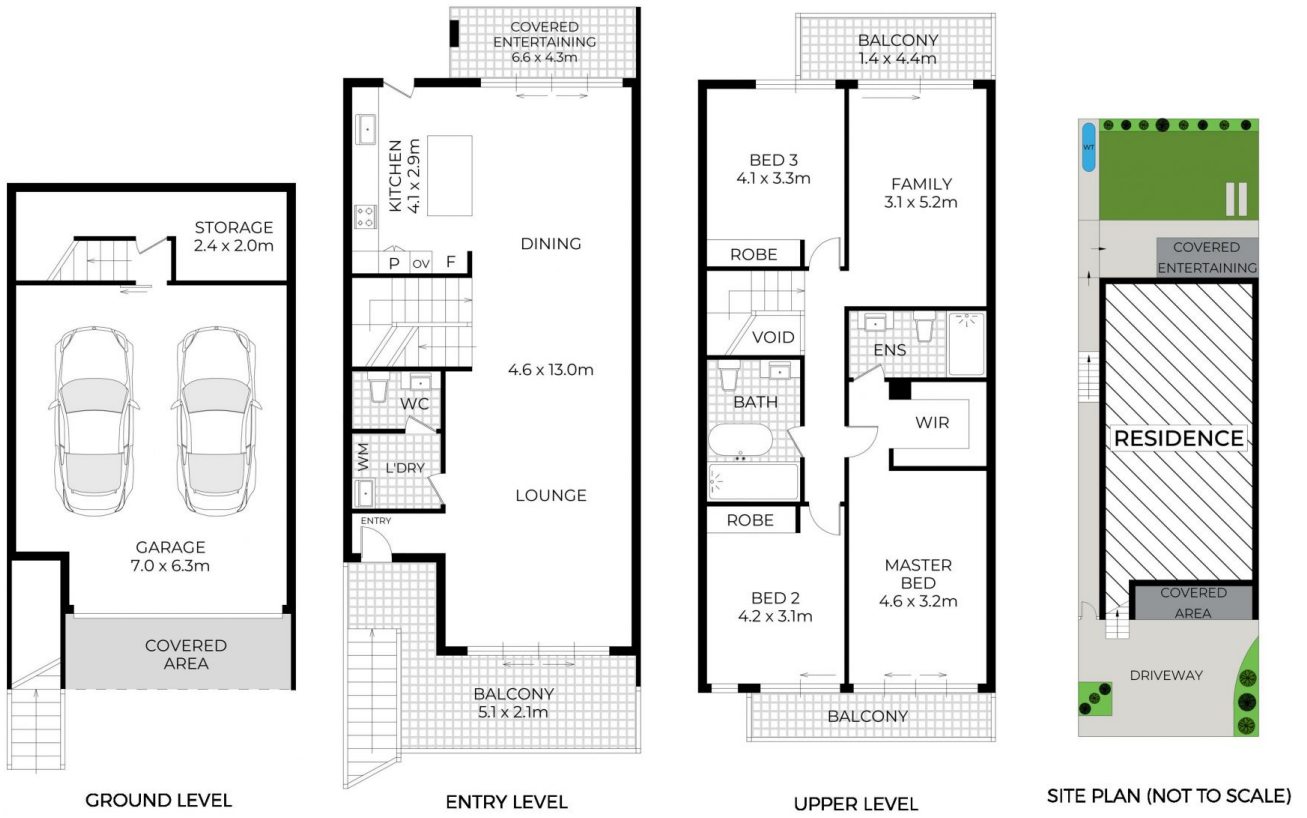 STORAGE
2.4 x 2.0m
GARAGE
7.0 x 6.3m
COVERED
AREA
GROUND LEVEL
COVERED
ENTERTAINING
6.6 x 4.3m
KITCHEN
4.1 x 2.9m
P
OV
F
DINING
4.6 x 13.0m
WC
WM
L'DRY
LOUNGE
ENTRY
BALCONY
5.1 x 2.1m
ENTRY LEVEL
BALCONY
1.4 x 4.4m
BED 3
4.1 x 3.3m
FAMILY
3.1 x 5.2m
ROBE
VOID
ENS
BATH
WIR
ROBE
BED 2
4.2 x 3.1m
MASTER
BED
4.6 x 3.2m
BALCONY
UPPER LEVEL
WT
COVERED
ENTERTAINING
RESIDENCE
COVERED
AREA
DRIVEWAY
SITE PLAN (NOT TO SCALE)